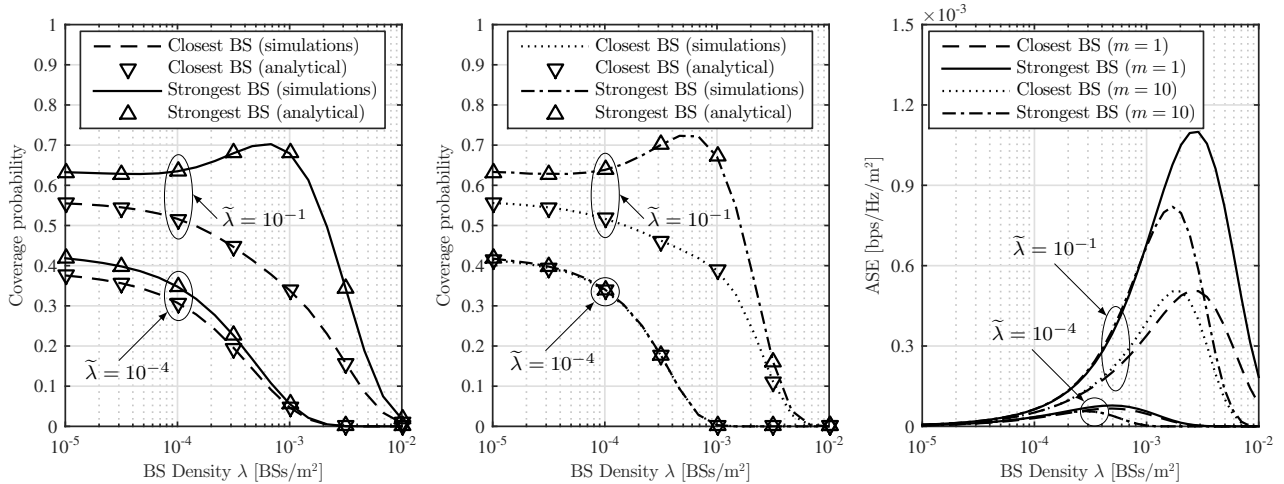 1
0.9
0.8
0.7
0.6
0.5
0.4
0.3
0.2
0.1
0
Coverage probability
Closest BS (simulations)
Closest BS (analytical)
Strongest BS (simulations)
Strongest BS (analytical)
λ̃ = 10⁻¹
λ̃ = 10⁻⁴
10⁻⁵ 10⁻⁴ 10⁻³ 10⁻²
BS Density λ [BSs/m²]
1
0.9
0.8
0.7
0.6
0.5
0.4
0.3
0.2
0.1
0
Coverage probability
Closest BS (simulations)
Closest BS (analytical)
Strongest BS (simulations)
Strongest BS (analytical)
λ̃ = 10⁻¹
λ̃ = 10⁻⁴
10⁻⁵ 10⁻⁴ 10⁻³ 10⁻²
BS Density λ [BSs/m²]
×10⁻³
1.5
1.2
0.9
0.6
0.3
0
ASE [bps/Hz/m²]
Closest BS (m = 1)
Strongest BS (m = 1)
Closest BS (m = 10)
Strongest BS (m = 10)
λ̃ = 10⁻¹
λ̃ = 10⁻⁴
10⁻⁵ 10⁻⁴ 10⁻³ 10⁻²
BS Density λ [BSs/m²]